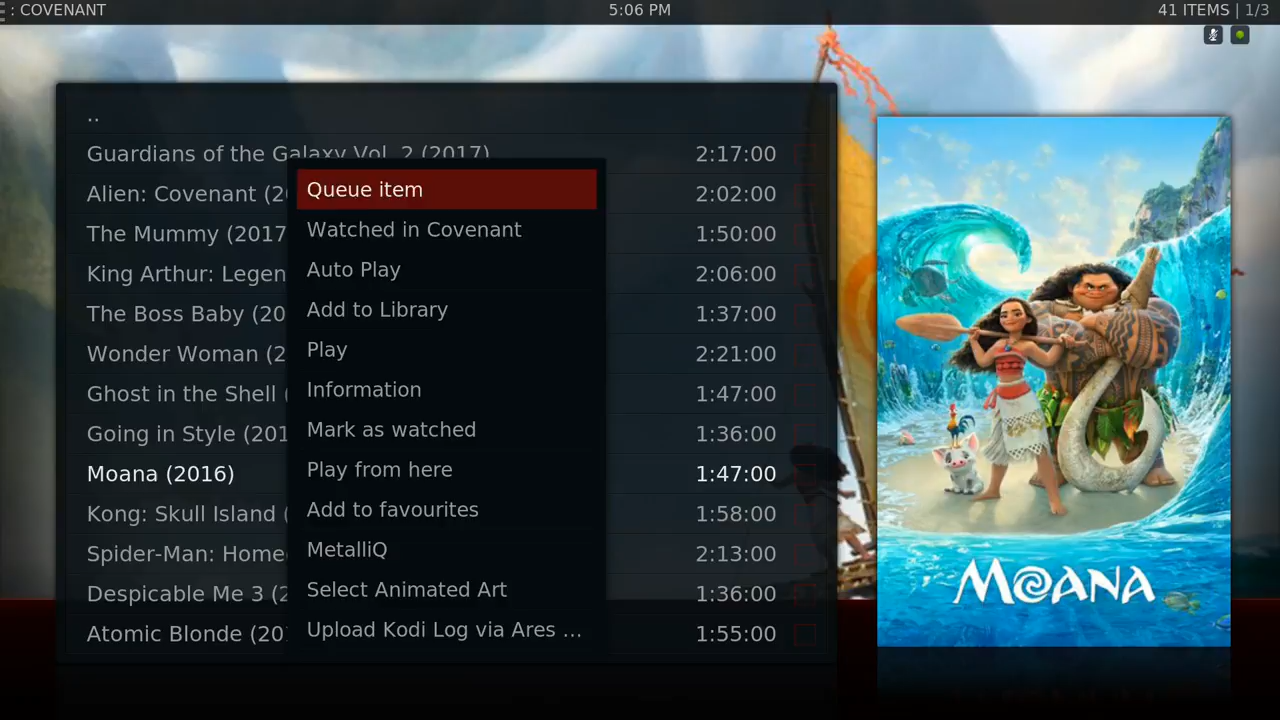 : COVENANT
5:06 PM
41 ITEMS | 1/3
..
Guardians of the Galaxy Vol. 2 (2017) 2:17:00
Alien: Covenant (20 2:02:00
The Mummy (2017 1:50:00
King Arthur: Legen 2:06:00
The Boss Baby (20 1:37:00
Wonder Woman (2 2:21:00
Ghost in the Shell ( 1:47:00
Going in Style (201 1:36:00
Moana (2016) 1:47:00
Kong: Skull Island ( 1:58:00
Spider-Man: Home 2:13:00
Despicable Me 3 (2 1:36:00
Atomic Blonde (20 1:55:00
Queue item
Watched in Covenant
Auto Play
Add to Library
Play
Information
Mark as watched
Play from here
Add to favourites
MetalliQ
Select Animated Art
Upload Kodi Log via Ares ...
MOANA